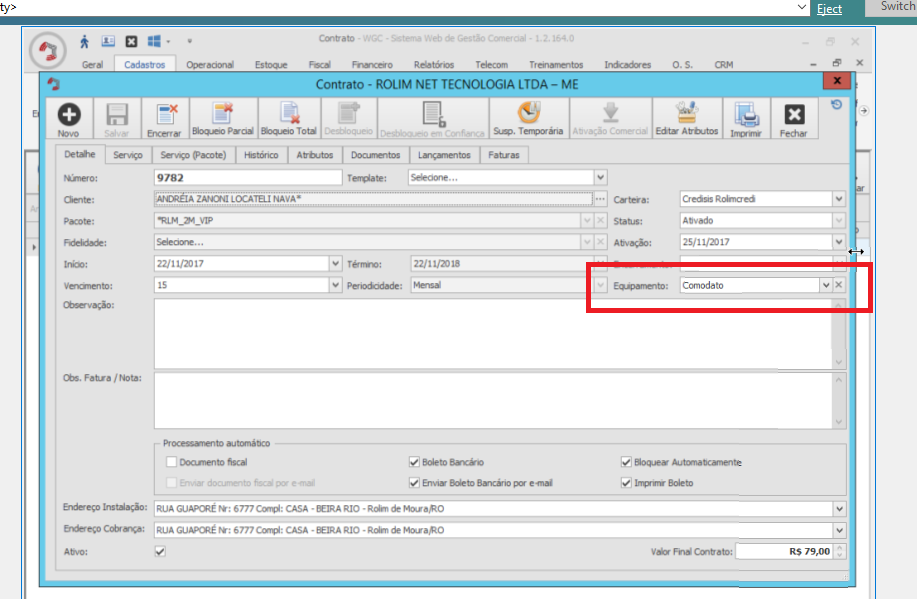 ty>
Eject
Switch
Contrato - WGC - Sistema Web de Gestão Comercial - 1.2.164.0
Geral Cadastros Operacional Estoque Fiscal Financeiro Relatórios Telecom Treinamentos Indicadores O. S. CRM
Contrato - ROLIM NET TECNOLOGIA LTDA – ME
Novo Salvar Encerrar Bloqueio Parcial Bloqueio Total Desbloqueio Desbloqueio em Confiança Susp. Temporária Ativação Comercial Editar Atributos Imprimir Fechar
Detalhe Serviço Serviço (Pacote) Histórico Atributos Documentos Lançamentos Faturas
Número: 9782 Template: Selecione...
Cliente: ANDRÉIA ZANONI LOCATELI NAVA* Carteira: Credisis Rolimcredi
Pacote: *RLM_2M_VIP Status: Ativado
Fidelidade: Selecione... Ativação: 25/11/2017
Início: 22/11/2017 Término: 22/11/2018
Vencimento: 15 Periodicidade: Mensal Equipamento: Comodato
Observação:
Obs. Fatura / Nota:
Processamento automático
Documento fiscal Boleto Bancário Bloquear Automaticamente
Enviar documento fiscal por e-mail Enviar Boleto Bancário por e-mail Imprimir Boleto
Endereço Instalação: RUA GUAPORÉ Nr: 6777 Compl: CASA - BEIRA RIO - Rolim de Moura/RO
Endereço Cobrança: RUA GUAPORÉ Nr: 6777 Compl: CASA - BEIRA RIO - Rolim de Moura/RO
Ativo: Valor Final Contrato: R$ 79,00